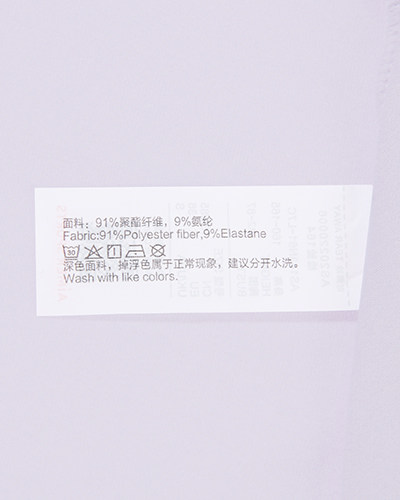 面料：91%聚酯纤维，9%氨纶
Fabric:91%Polyester fiber,9%Elastane
深色面料，掉浮色属于正常现象，建议分开水洗。
Wash with like colors.